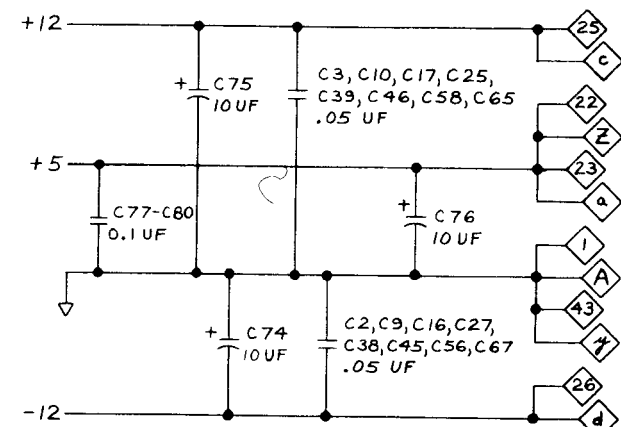 +12
25
c
+ C75
10 UF
C3, C10, C17, C25,
C39, C46, C58, C65
.05 UF
22
Z
+5
23
a
C77-C80
0.1 UF
+ C76
10 UF
1
A
43
y
+ C74
10 UF
C2, C9, C16, C27,
C38, C45, C56, C67
.05 UF
26
-12
d